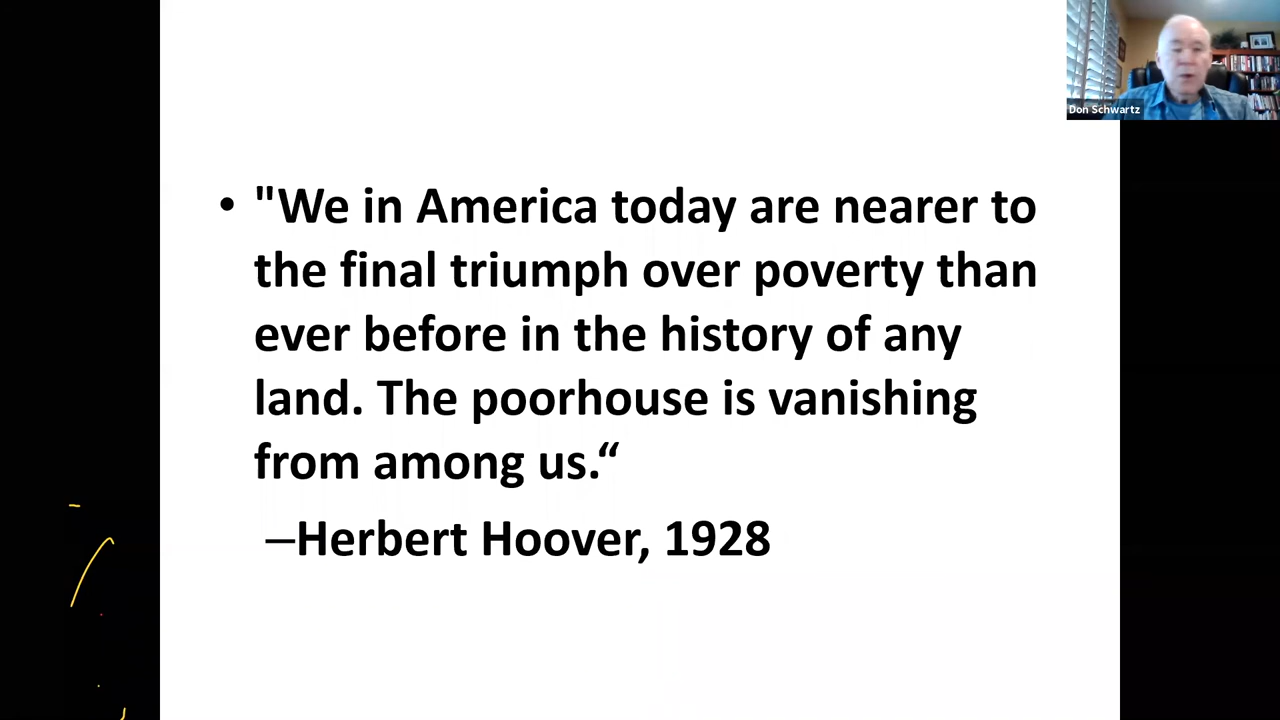 Don Schwartz
• "We in America today are nearer to
the final triumph over poverty than
ever before in the history of any
land. The poorhouse is vanishing
from among us.“
–Herbert Hoover, 1928